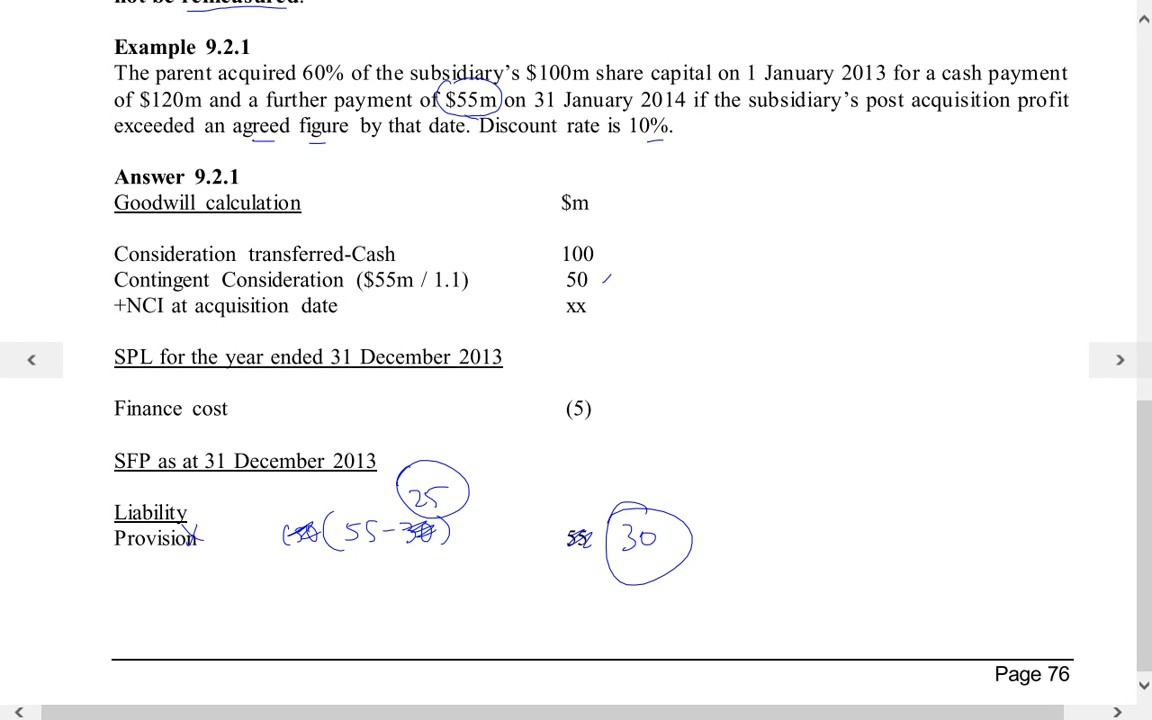 not be remeasured.
Example 9.2.1
The parent acquired 60% of the subsidiary's $100m share capital on 1 January 2013 for a cash payment
of $120m and a further payment of $55m on 31 January 2014 if the subsidiary's post acquisition profit
exceeded an agreed figure by that date. Discount rate is 10%.
Answer 9.2.1
Goodwill calculation $m
Consideration transferred-Cash 100
Contingent Consideration ($55m / 1.1) 50
+NCI at acquisition date xx
SPL for the year ended 31 December 2013
Finance cost (5)
SFP as at 31 December 2013
25
Liability
Provision (55- ) 30
Page 76